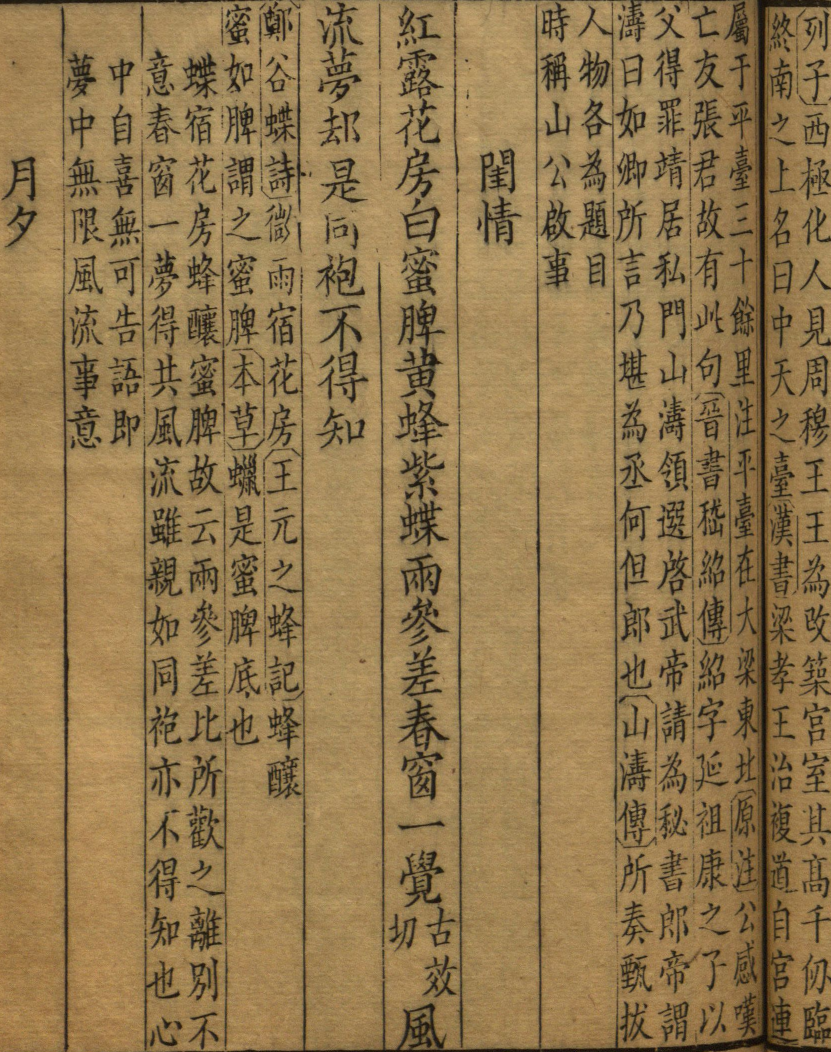 列子西極化人見周穆王王為改築宮室其髙千仞臨
終南之上名曰中天之臺漢書梁孝王治複道自宮連
屬于平臺三十餘里注平臺在大梁東北原注公感嘆
亡友張君故有此句晉書嵇紹傳紹字延祖康之子以
父得罪靖居私門山濤領選啓武帝請為秘書郎帝謂
濤曰如卿所言乃堪為丞何但郎也山濤傳所奏甄拔
人物各為題目
時稱山公啟事
閨情
紅露花房白蜜脾黄蜂紫蝶兩參差春窗一覺古效切風
流夢却是同袍不得知
鄭谷蝶詩微雨宿花房王元之蜂記蜂釀
蜜如脾謂之蜜脾本草蠟是蜜脾底也
蝶宿花房蜂釀蜜脾故云兩參差比所歡之離別不
意春窗一夢得共風流雖親如同袍亦不得知也心
中自喜無可告語即
夢中無限風流事意
月夕